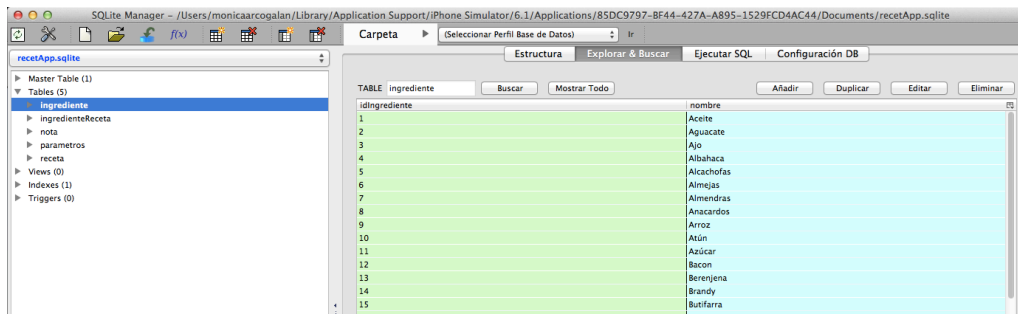 SQLite Manager – /Users/monicaarcogalan/Library/Application Support/iPhone Simulator/6.1/Applications/85DC9797-BF44-427A-A895-1529FCD4AC44/Documents/recetApp.sqlite
f(x) Carpeta (Seleccionar Perfil Base de Datos) Ir
recetApp.sqlite
Estructura Explorar & Buscar Ejecutar SQL Configuración DB
Master Table (1)
Tables (5)
ingrediente
ingredienteReceta
nota
parametros
receta
Views (0)
Indexes (1)
Triggers (0)
TABLE ingrediente Buscar Mostrar Todo Añadir Duplicar Editar Eliminar
idIngrediente nombre
1 Aceite
2 Aguacate
3 Ajo
4 Albahaca
5 Alcachofas
6 Almejas
7 Almendras
8 Anacardos
9 Arroz
10 Atún
11 Azúcar
12 Bacon
13 Berenjena
14 Brandy
15 Butifarra